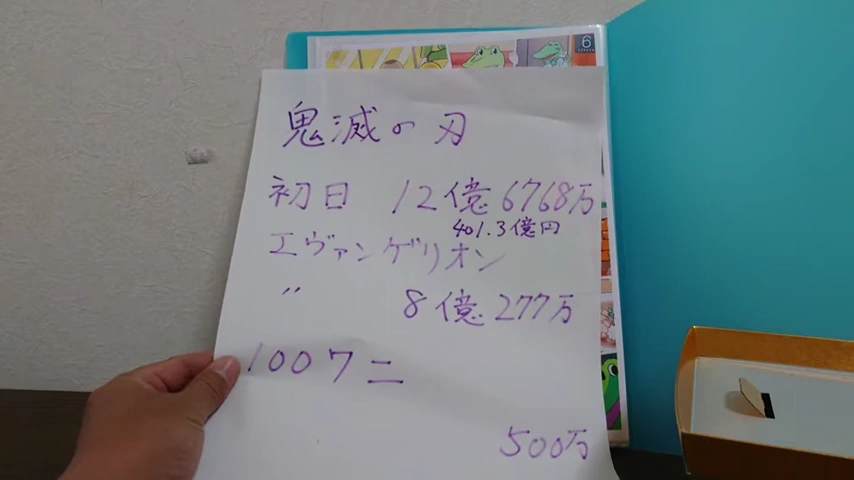 6
鬼滅の刃
初日 12億6768万
401.3億円
エヴァンゲリオン
〃 8億277万
100ワニ
500万